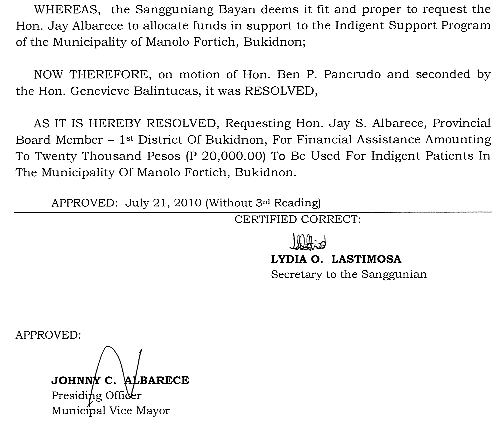 WHEREAS, the Sangguniang Bayan deems it fit and proper to request the
Hon. Jay Albarece to allocate funds in support to the Indigent Support Program
of the Municipality of Manolo Fortich, Bukidnon;
NOW THEREFORE, on motion of Hon. Ben P. Pancrudo and seconded by
the Hon. Genevieve Balintucas, it was RESOLVED,
AS IT IS HEREBY RESOLVED, Requesting Hon. Jay S. Albarece, Provincial
Board Member – 1st District Of Bukidnon, For Financial Assistance Amounting
To Twenty Thousand Pesos (P 20,000.00) To Be Used For Indigent Patients In
The Municipality Of Manolo Fortich, Bukidnon.
APPROVED: July 21, 2010 (Without 3rd Reading)
CERTIFIED CORRECT:
LYDIA O. LASTIMOSA
Secretary to the Sanggunian
APPROVED:
JOHNNY C. ALBARECE
Presiding Officer
Municipal Vice Mayor